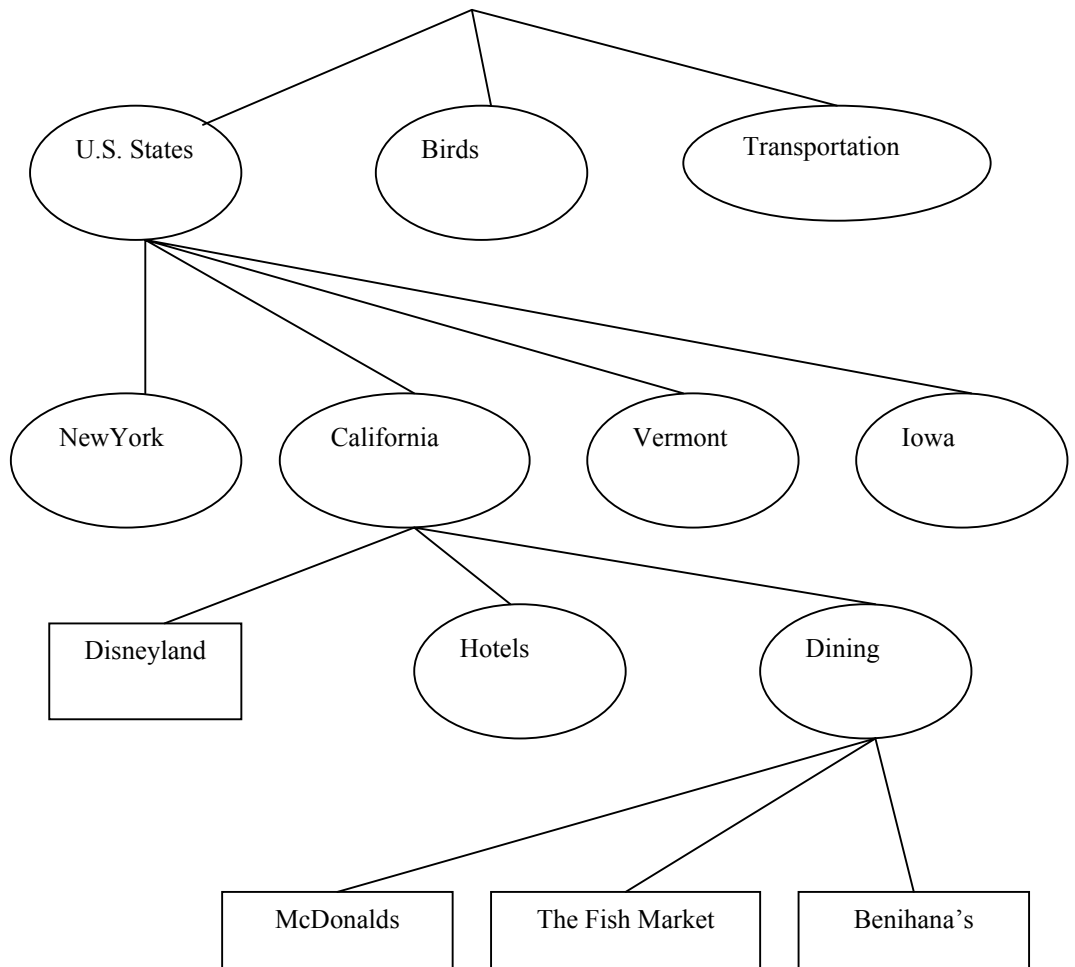 U.S. States
Birds
Transportation
NewYork
California
Vermont
Iowa
Disneyland
Hotels
Dining
McDonalds
The Fish Market
Benihana’s